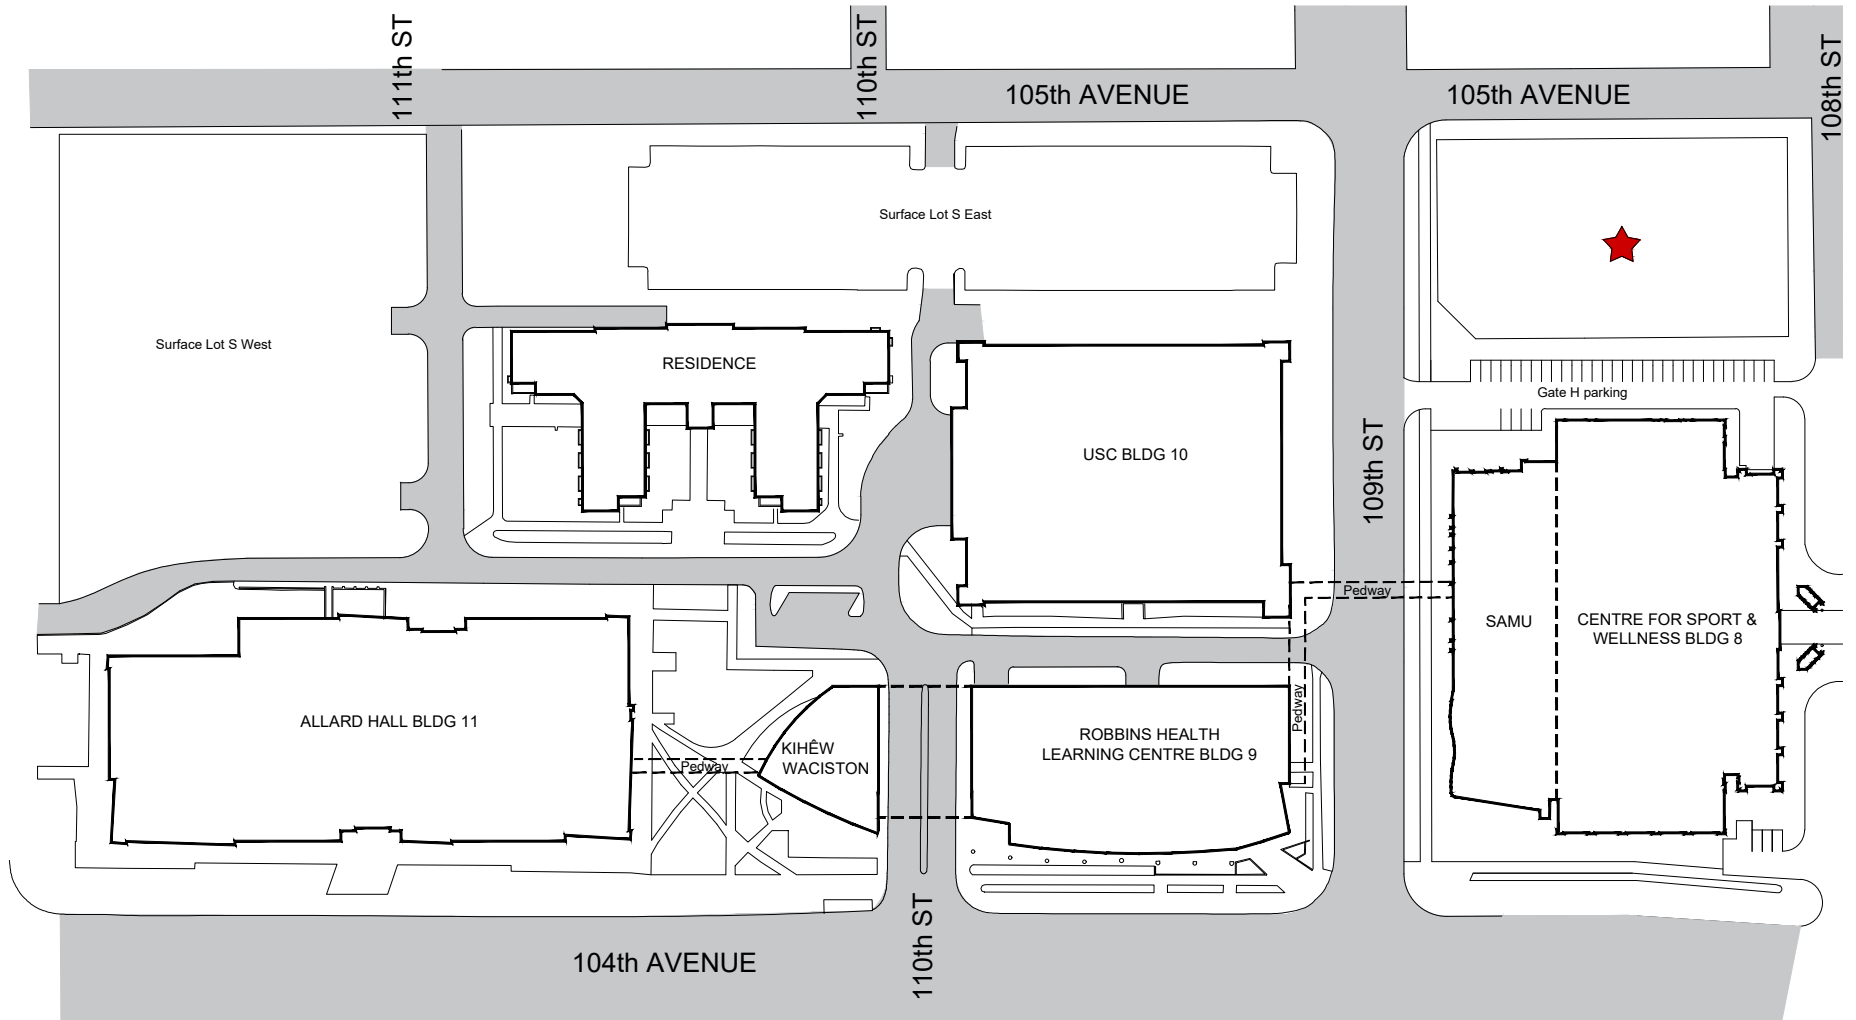 111th ST
110th ST
105th AVENUE
105th AVENUE
108th ST
Surface Lot S East
Surface Lot S West
RESIDENCE
Gate H parking
USC BLDG 10
109th ST
Pedway
SAMU
CENTRE FOR SPORT &
WELLNESS BLDG 8
ALLARD HALL BLDG 11
Pedway
KIHÊW
WACISTON
ROBBINS HEALTH
LEARNING CENTRE BLDG 9
Pedway
110th ST
104th AVENUE